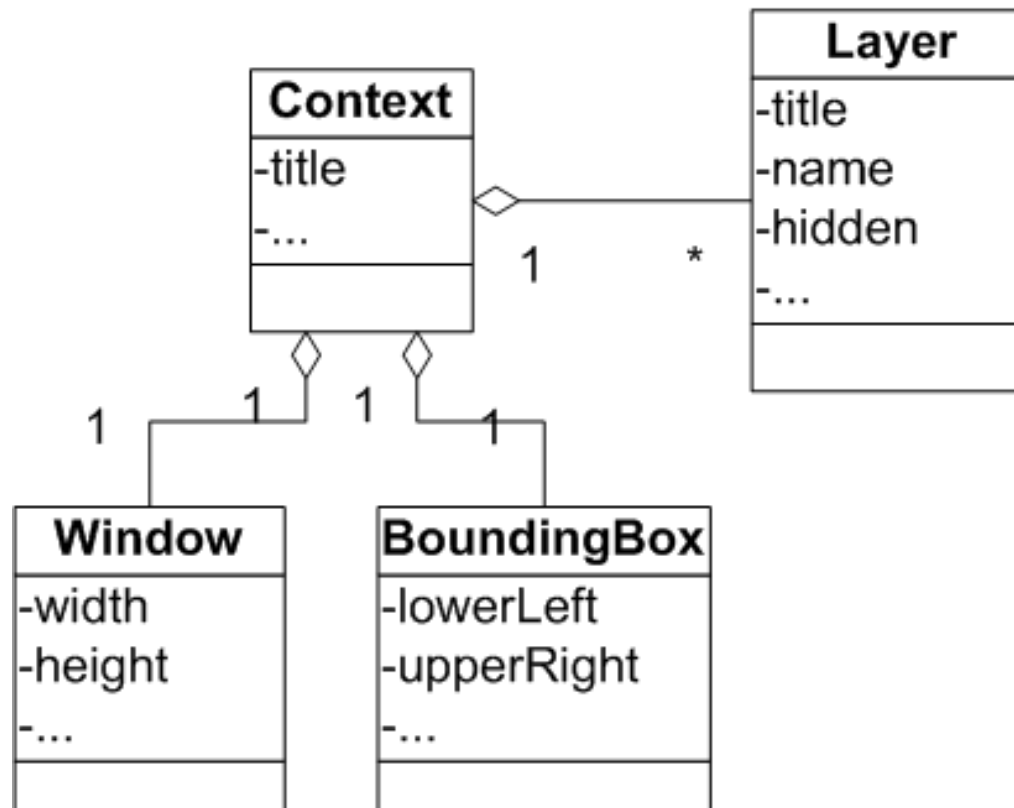 Layer
-title
-name
-hidden
-...
Context
-title
-...
1
*
1
1
1
1
Window
-width
-height
-...
BoundingBox
-lowerLeft
-upperRight
-...